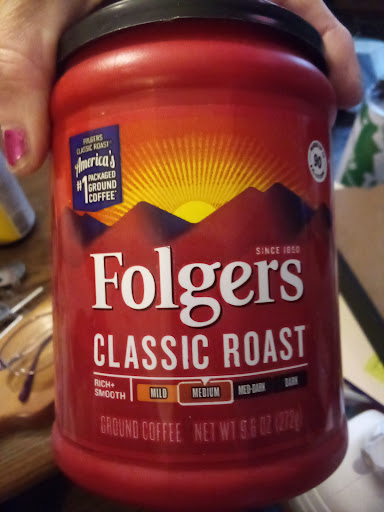 FOLGERS
CLASSIC ROAST
America's
#1 PACKAGED
GROUND
COFFEE*
90
SINCE 1850
Folgers
CLASSIC ROAST
RICH+
SMOOTH
MILD MEDIUM MED-DARK DARK
GROUND COFFEE NET WT 9.6 OZ (272g)